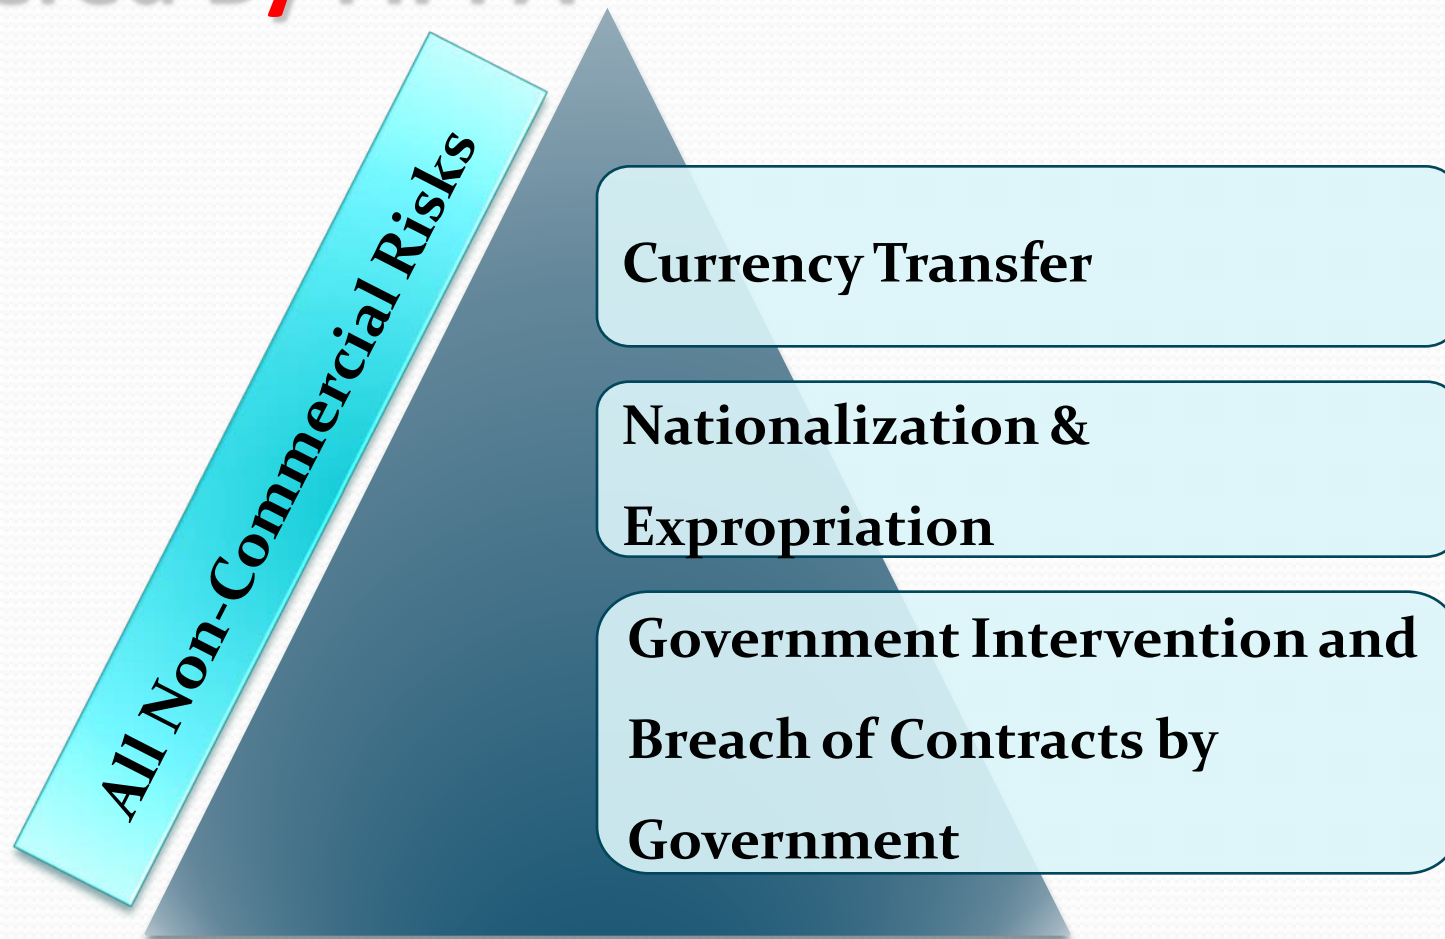 All Non-Commercial Risks
Currency Transfer
Nationalization &
Expropriation
Government Intervention and
Breach of Contracts by
Government